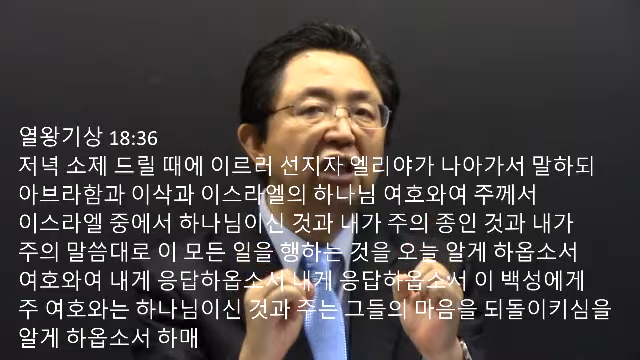 열왕기상 18:36
저녁 소제 드릴 때에 이르러 선지자 엘리야가 나아가서 말하되
아브라함과 이삭과 이스라엘의 하나님 여호와여 주께서
이스라엘 중에서 하나님이신 것과 내가 주의 종인 것과 내가
주의 말씀대로 이 모든 일을 행하는 것을 오늘 알게 하옵소서
여호와여 내게 응답하옵소서 내게 응답하옵소서 이 백성에게
주 여호와는 하나님이신 것과 주는 그들의 마음을 되돌이키심을
알게 하옵소서 하매